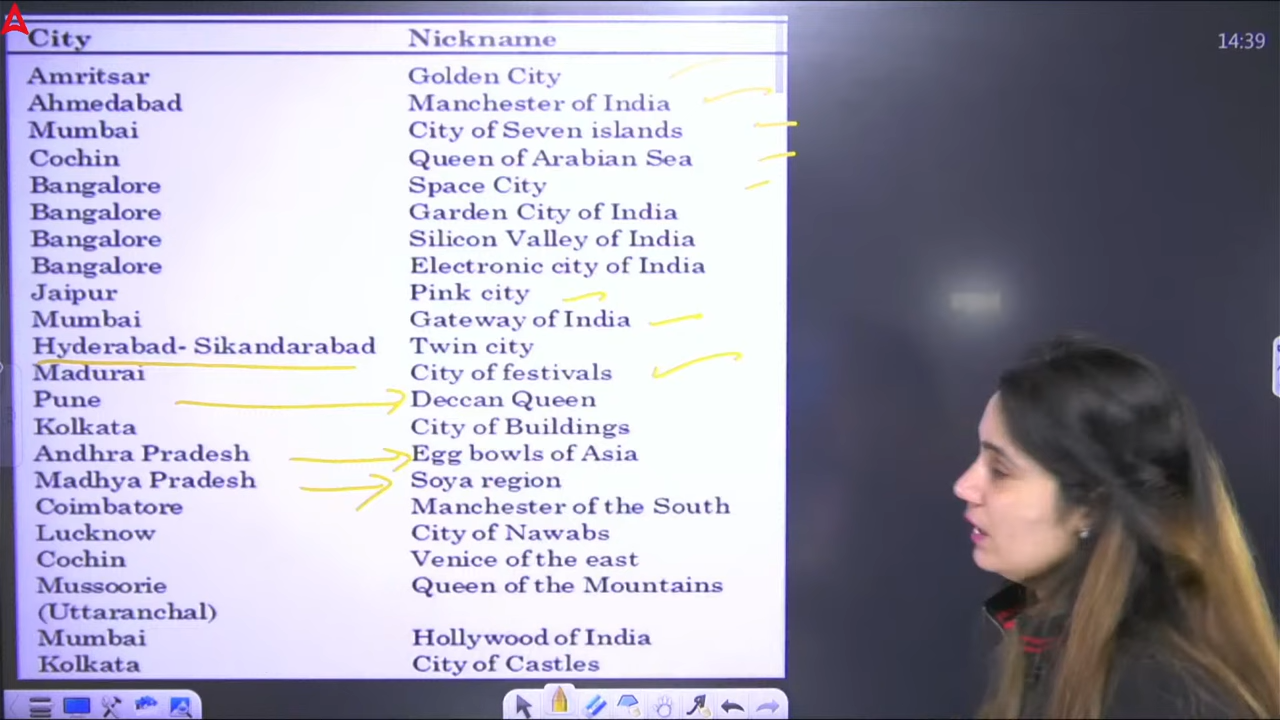 City Nickname
14:39
Amritsar Golden City
Ahmedabad Manchester of India
Mumbai City of Seven islands
Cochin Queen of Arabian Sea
Bangalore Space City
Bangalore Garden City of India
Bangalore Silicon Valley of India
Bangalore Electronic city of India
Jaipur Pink city
Mumbai Gateway of India
Hyderabad- Sikandarabad Twin city
Madurai City of festivals
Pune Deccan Queen
Kolkata City of Buildings
Andhra Pradesh Egg bowls of Asia
Madhya Pradesh Soya region
Coimbatore Manchester of the South
Lucknow City of Nawabs
Cochin Venice of the east
Mussoorie Queen of the Mountains
(Uttaranchal)
Mumbai Hollywood of India
Kolkata City of Castles